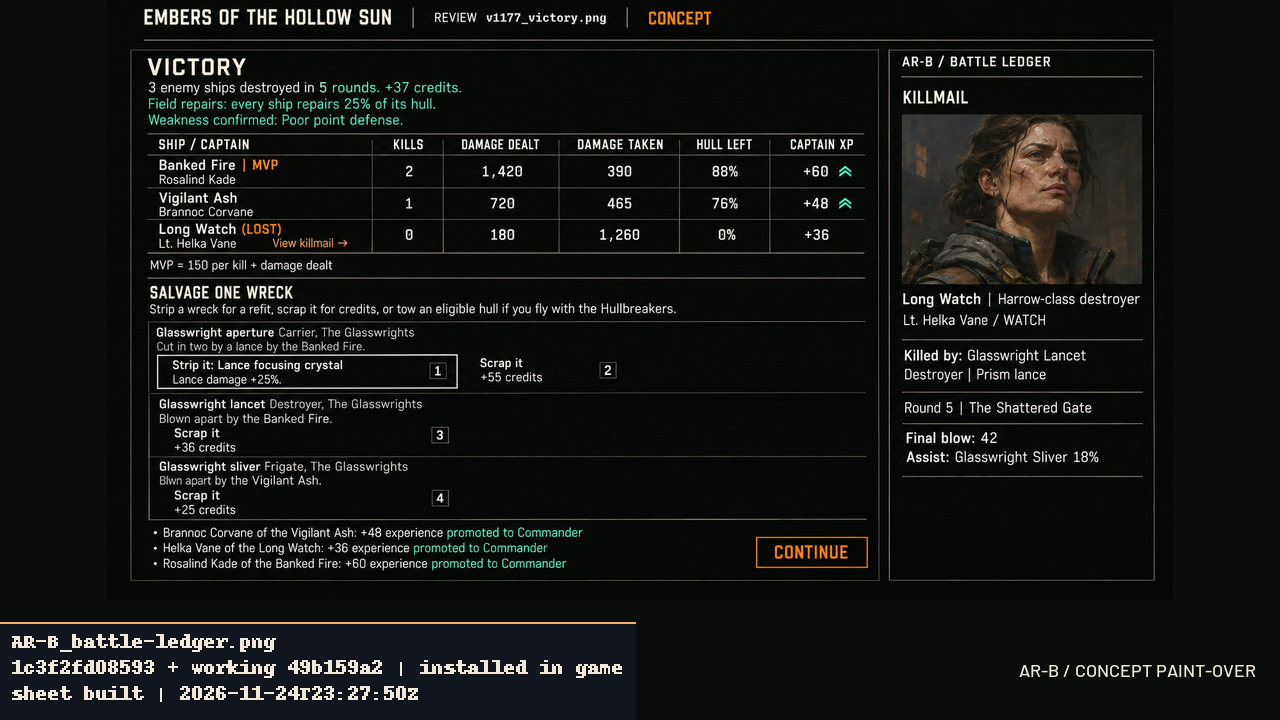 EMBERS OF THE HOLLOW SUN | REVIEW v1177_victory.png | CONCEPT
VICTORY
3 enemy ships destroyed in 5 rounds. +37 credits.
Field repairs: every ship repairs 25% of its hull.
Weakness confirmed: Poor point defense.
SHIP / CAPTAIN KILLS DAMAGE DEALT DAMAGE TAKEN HULL LEFT CAPTAIN XP
Banked Fire | MVP
Rosalind Kade
2 1,420 390 88% +60
Vigilant Ash
Brannoc Corvane
1 720 465 76% +48
Long Watch (LOST)
Lt. Helka Vane View killmail →
0 180 1,260 0% +36
MVP = 150 per kill + damage dealt
SALVAGE ONE WRECK
Strip a wreck for a refit, scrap it for credits, or tow an eligible hull if you fly with the Hullbreakers.
Glasswright aperture Carrier, The Glasswrights
Cut in two by a lance by the Banked Fire.
Strip it: Lance focusing crystal
Lance damage +25%.
1
Scrap it
+55 credits
2
Glasswright lancet Destroyer, The Glasswrights
Blown apart by the Banked Fire.
Scrap it
+36 credits
3
Glasswright sliver Frigate, The Glasswrights
Blwn apart by the Vigilant Ash.
Scrap it
+25 credits
4
• Brannoc Corvane of the Vigilant Ash: +48 experience promoted to Commander
• Helka Vane of the Long Watch: +36 experience promoted to Commander
• Rosalind Kade of the Banked Fire: +60 experience promoted to Commander
CONTINUE
AR-B / BATTLE LEDGER
KILLMAIL
Long Watch | Harrow-class destroyer
Lt. Helka Vane / WATCH
Killed by: Glasswright Lancet
Destroyer | Prism lance
Round 5 | The Shattered Gate
Final blow: 42
Assist: Glasswright Sliver 18%
AR-B_battle-ledger.png
1c3f2fd08593 + working 49b159a2 | installed in game
sheet built | 2026-11-24T23:27:50Z
AR-B / CONCEPT PAINT-OVER